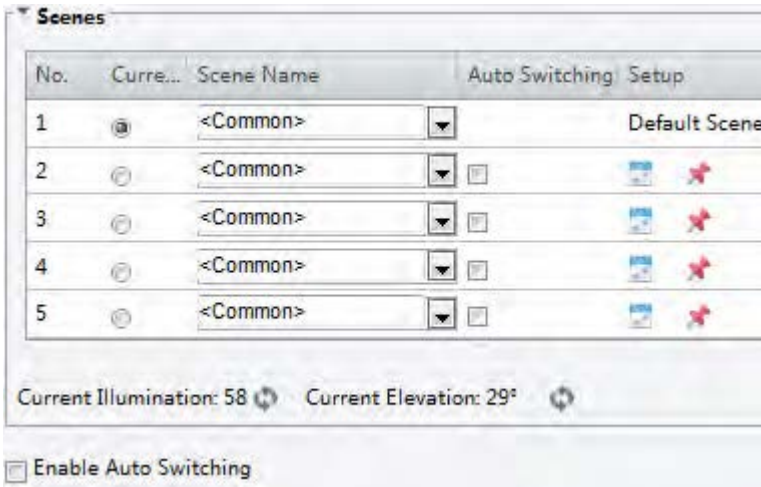 Scenes
No. Curre... Scene Name Auto Switching Setup
1 <Common> Default Scene
2 <Common>
3 <Common>
4 <Common>
5 <Common>
Current Illumination: 58 Current Elevation: 29°
Enable Auto Switching